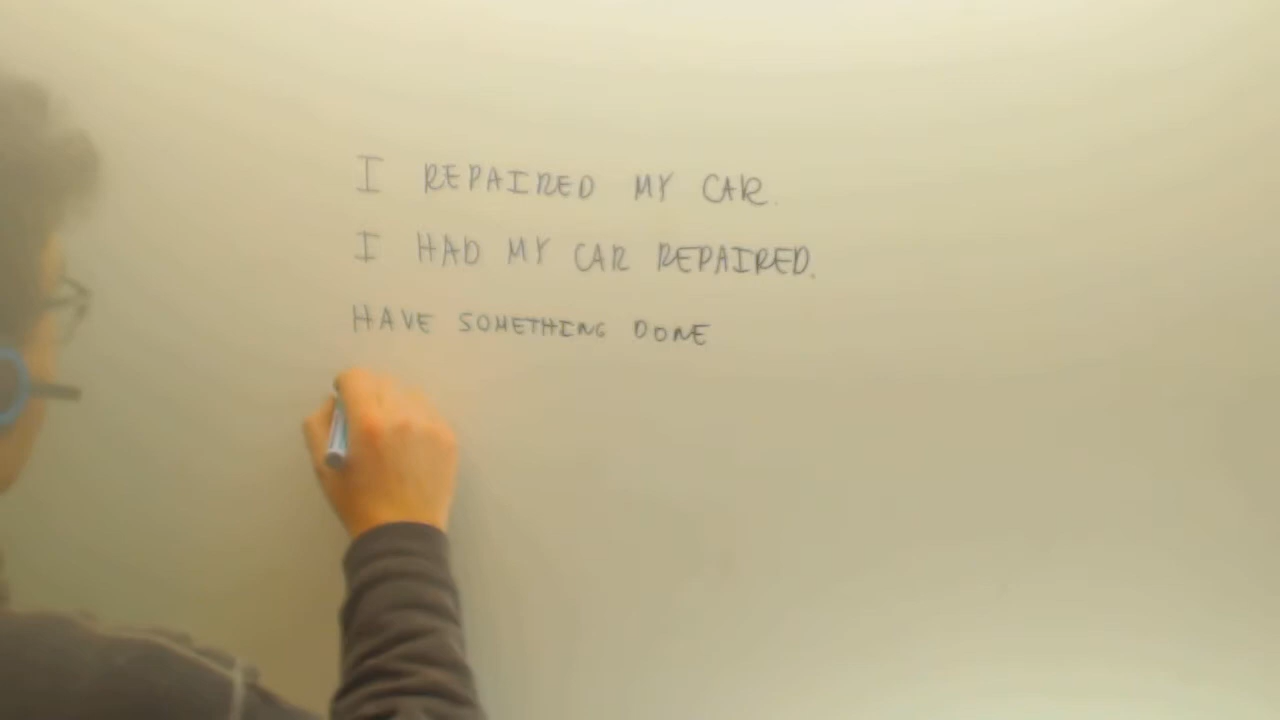 I REPAIRED MY CAR.
I HAD MY CAR REPAIRED.
HAVE SOMETHING DONE